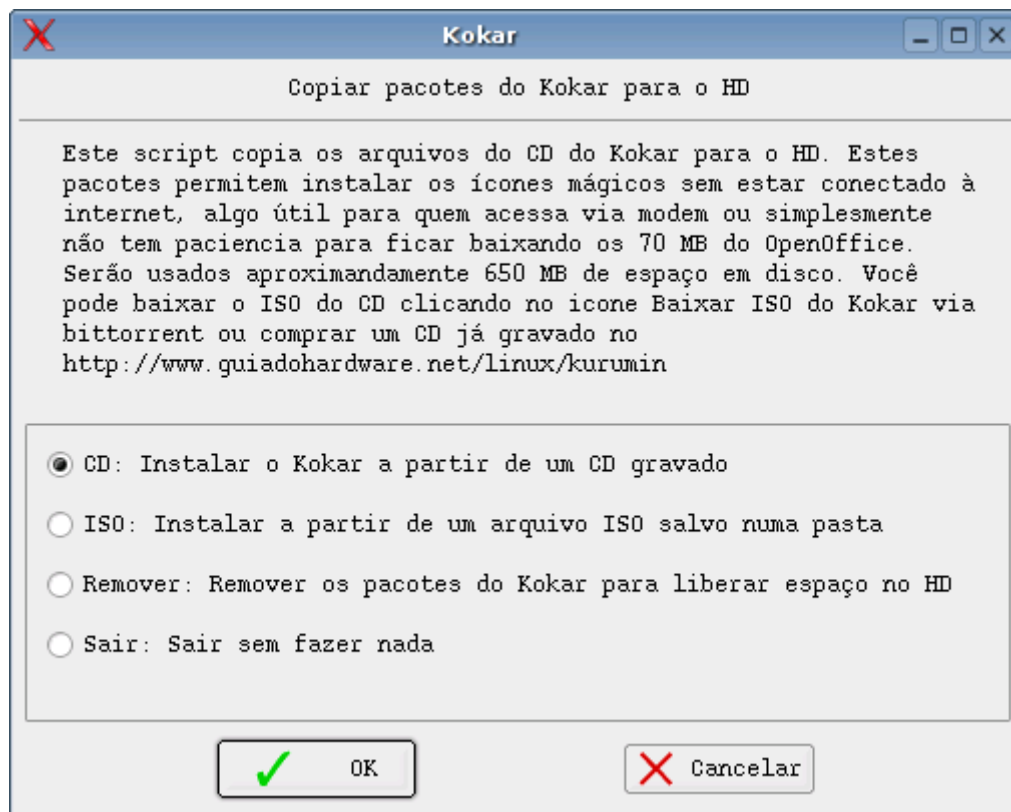 Kokar
Copiar pacotes do Kokar para o HD
Este script copia os arquivos do CD do Kokar para o HD. Estes
pacotes permitem instalar os ícones mágicos sem estar conectado à
internet, algo útil para quem acessa via modem ou simplesmente
não tem paciencia para ficar baixando os 70 MB do OpenOffice.
Serão usados aproximandamente 650 MB de espaço em disco. Você
pode baixar o ISO do CD clicando no icone Baixar ISO do Kokar via
bittorrent ou comprar um CD já gravado no
http://www.guiadohardware.net/linux/kurumin
CD: Instalar o Kokar a partir de um CD gravado
ISO: Instalar a partir de um arquivo ISO salvo numa pasta
Remover: Remover os pacotes do Kokar para liberar espaço no HD
Sair: Sair sem fazer nada
OK
Cancelar